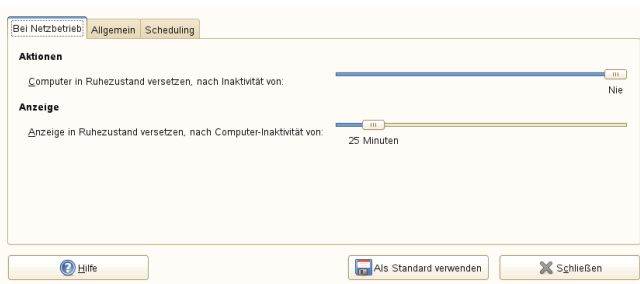 Bei Netzbetrieb Allgemein Scheduling
Aktionen
Computer in Ruhezustand versetzen, nach Inaktivität von:
Nie
Anzeige
Anzeige in Ruhezustand versetzen, nach Computer-Inaktivität von:
25 Minuten
Hilfe Als Standard verwenden Schließen